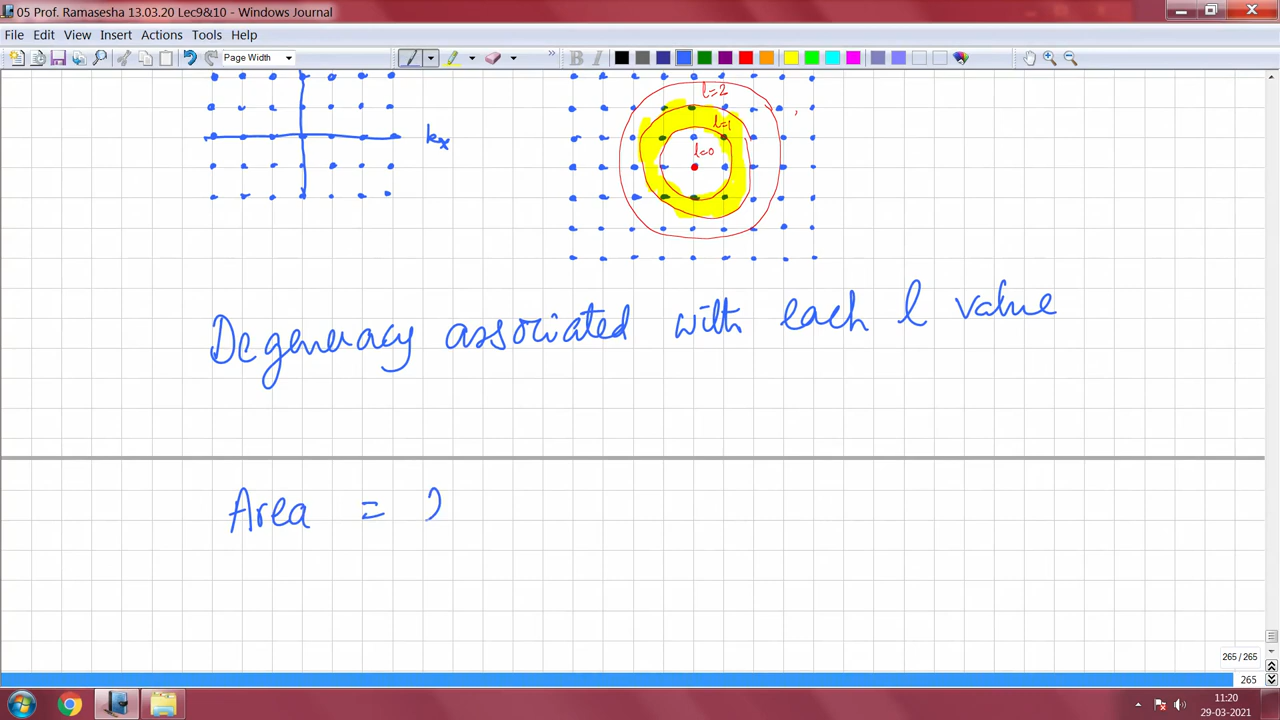 05 Prof. Ramasesha 13.03.20 Lec9&10 - Windows Journal
File Edit View Insert Actions Tools Help
Page Width
B I
l=2
l=1
l=0
kx
Degeneracy associated with each l value
Area =
265 / 265
265
11:20
29-03-2021